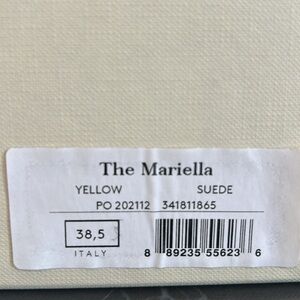 The Mariella
YELLOW SUEDE
PO 202112 341811865
38,5
ITALY
8 89235 55623 6